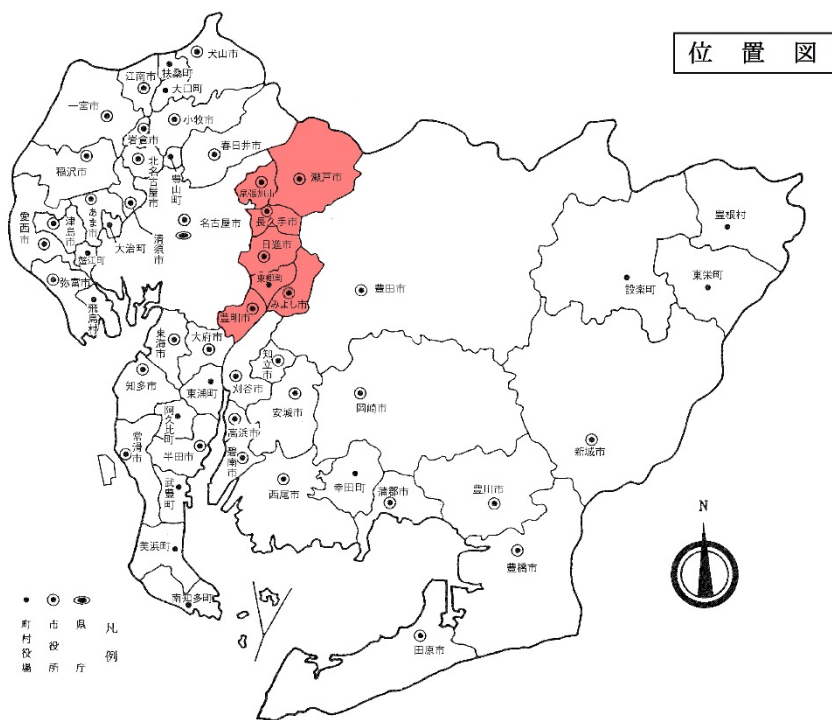 位置図
犬山市
扶桑町
江南市
大口町
一宮市
小牧市
岩倉市
春日井市
北名古屋市
豊山町
稲沢市
瀬戸市
尾張旭市
長久手市
日進市
東郷町
みよし市
豊明市
名古屋市
清須市
あま市
津島市
愛西市
大治町
蟹江町
弥富市
飛島村
豊田市
豊根村
設楽町
東栄町
東海市
大府市
知立市
知多市
東浦町
刈谷市
安城市
岡崎市
阿久比町
高浜市
常滑市
半田市
碧南市
新城市
武豊町
西尾市
幸田町
蒲郡市
豊川市
美浜町
豊橋市
南知多町
田原市
N
凡例
県庁
市役所
町村役場